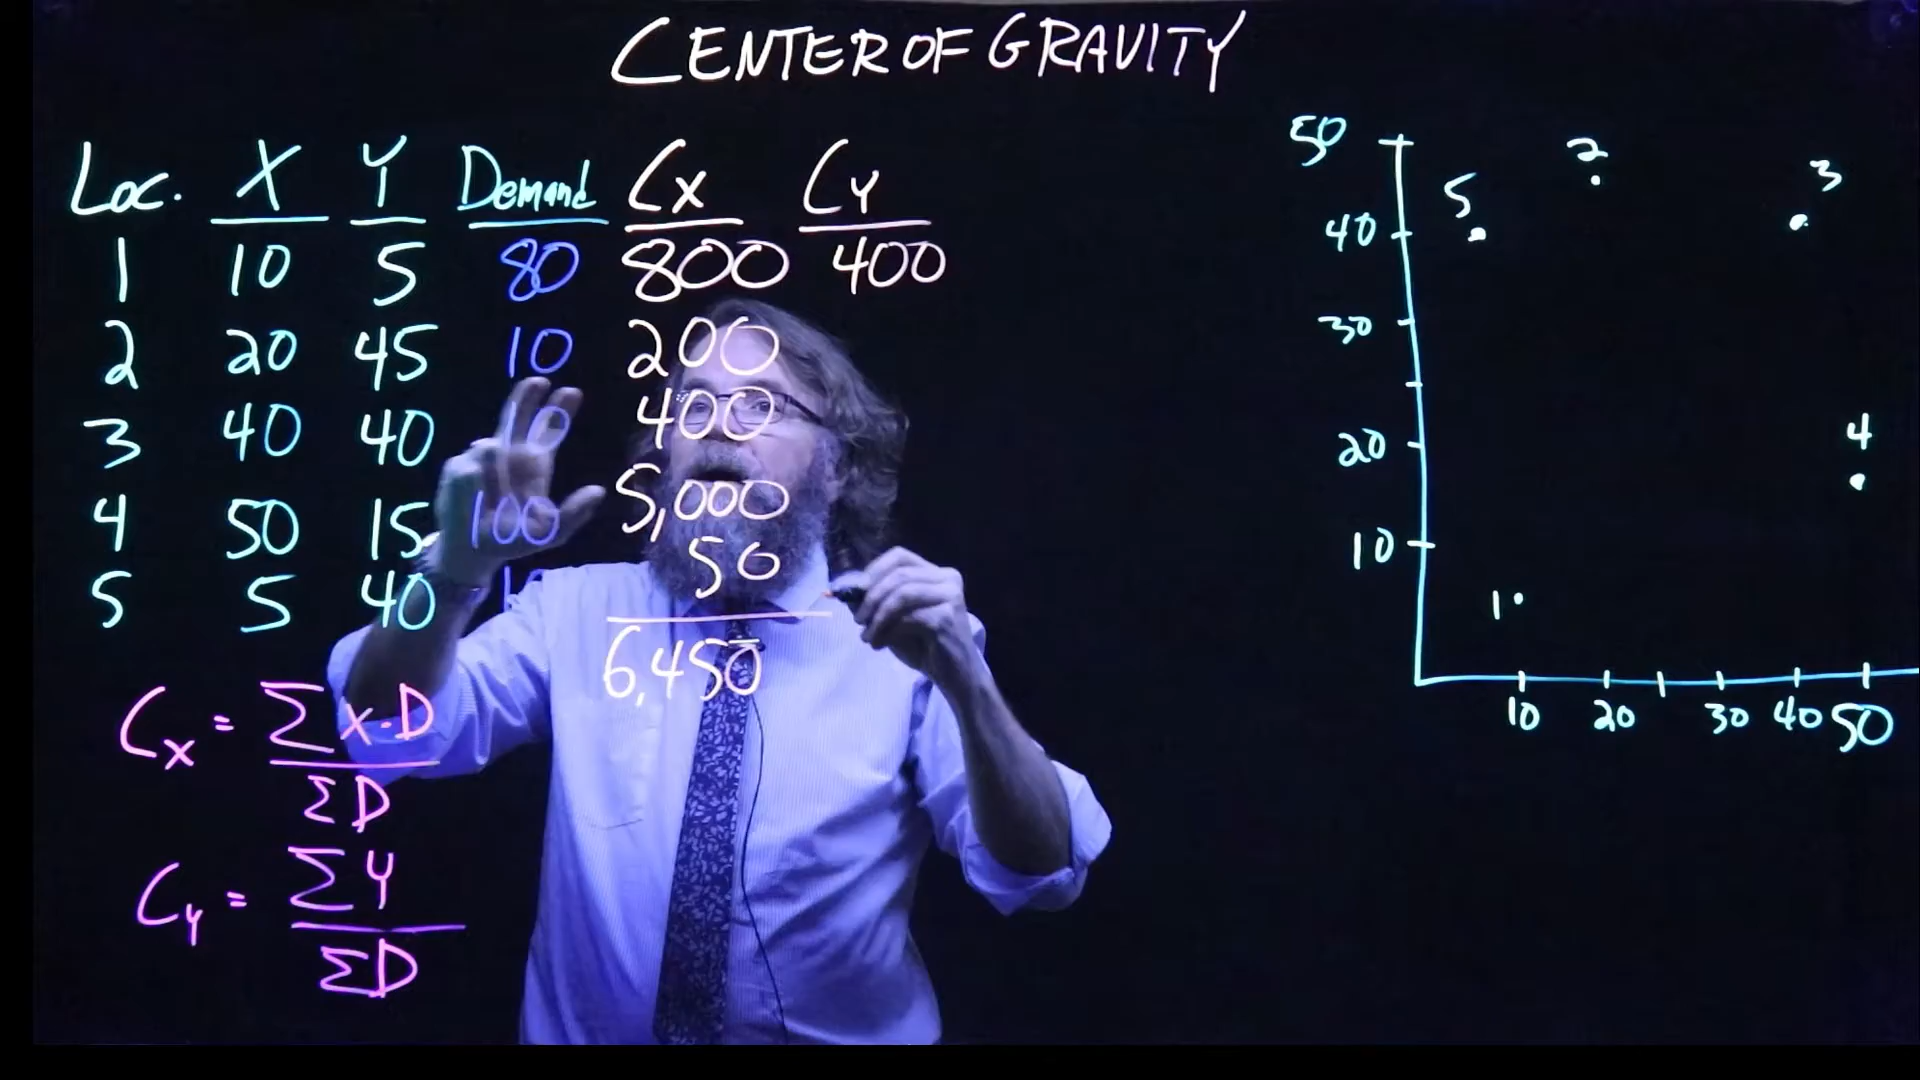 CENTER OF GRAVITY
Loc. X Y Demand Cx Cy
1 10 5 80 800 400
2 20 45 10 200
3 40 40 10 400
4 50 15 100 5,000
5 5 40 50
6,450
Cx = Σ X·D
ΣD
Cy = Σ Y
ΣD
50
40
30
20
10
5
2
3
4
1
10 20 30 40 50